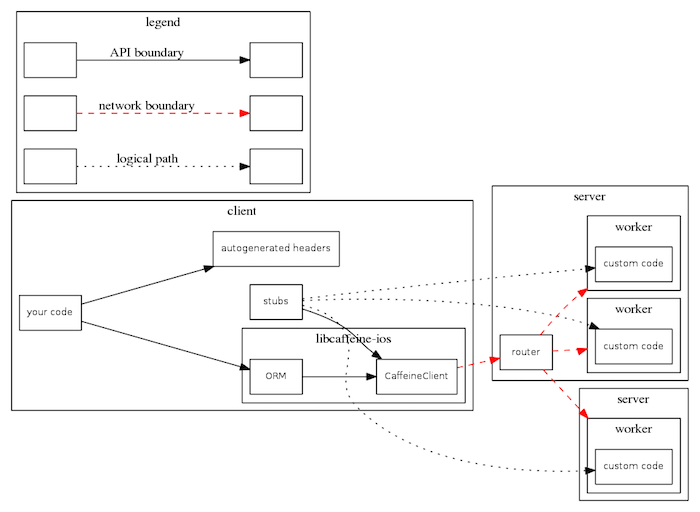 legend
API boundary
network boundary
logical path
client
autogenerated headers
your code
stubs
libcaffeine-ios
ORM
CaffeineClient
server
worker
custom code
worker
custom code
router
server
worker
custom code